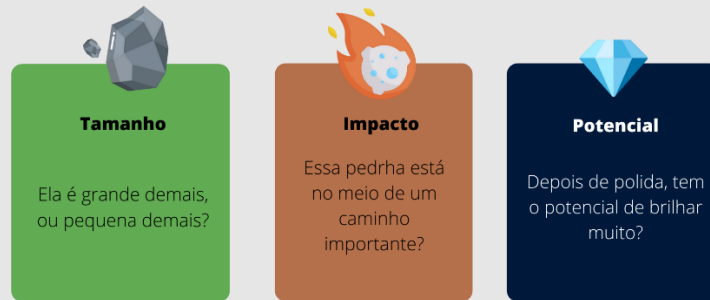 Tamanho
Ela é grande demais,
ou pequena demais?
Impacto
Essa pedrha está
no meio de um
caminho
importante?
Potencial
Depois de polida, tem
o potencial de brilhar
muito?